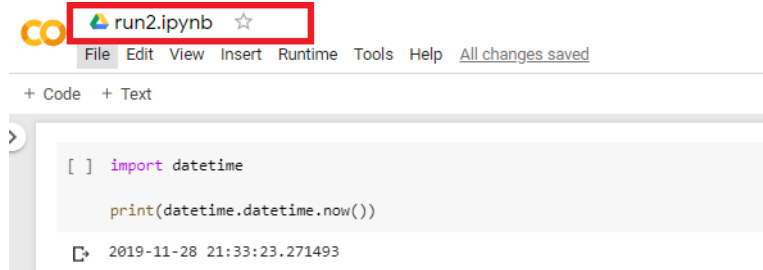 run2.ipynb
File Edit View Insert Runtime Tools Help All changes saved
+ Code + Text
[ ] import datetime
print(datetime.datetime.now())
2019-11-28 21:33:23.271493